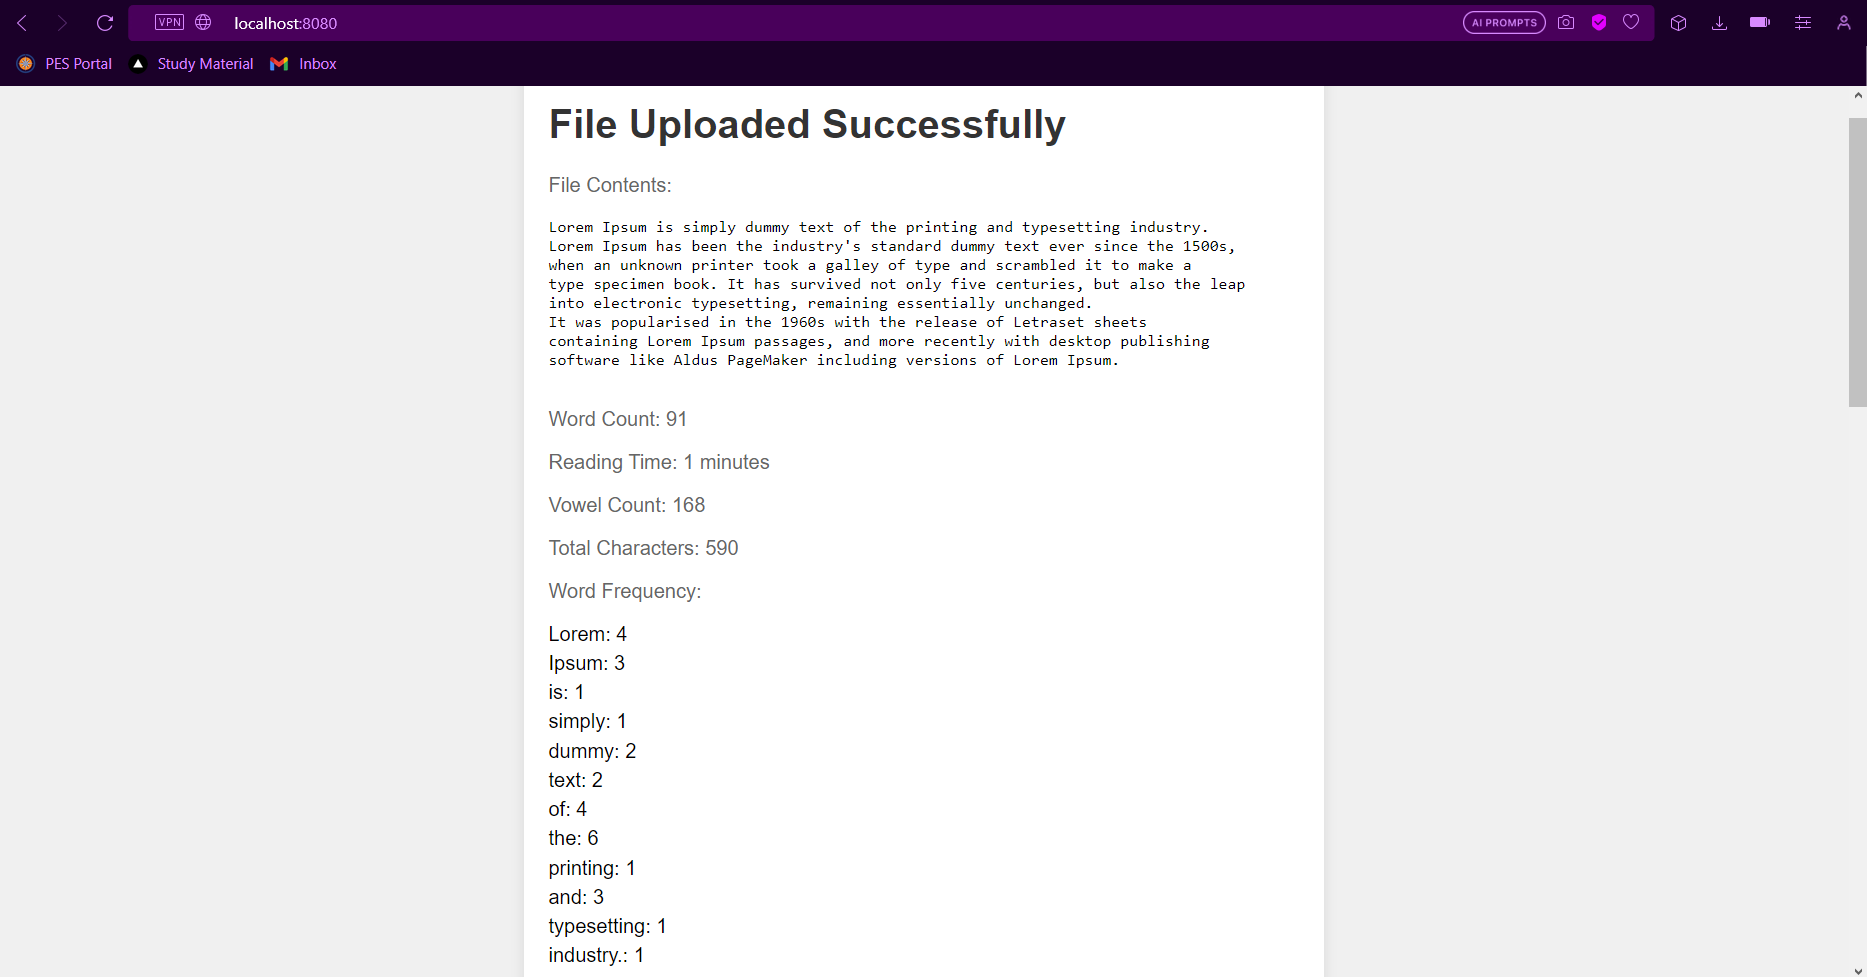 VPN localhost:8080 AI PROMPTS
PES Portal Study Material Inbox
File Uploaded Successfully
File Contents:
Lorem Ipsum is simply dummy text of the printing and typesetting industry.
Lorem Ipsum has been the industry's standard dummy text ever since the 1500s,
when an unknown printer took a galley of type and scrambled it to make a
type specimen book. It has survived not only five centuries, but also the leap
into electronic typesetting, remaining essentially unchanged.
It was popularised in the 1960s with the release of Letraset sheets
containing Lorem Ipsum passages, and more recently with desktop publishing
software like Aldus PageMaker including versions of Lorem Ipsum.
Word Count: 91
Reading Time: 1 minutes
Vowel Count: 168
Total Characters: 590
Word Frequency:
Lorem: 4
Ipsum: 3
is: 1
simply: 1
dummy: 2
text: 2
of: 4
the: 6
printing: 1
and: 3
typesetting: 1
industry.: 1